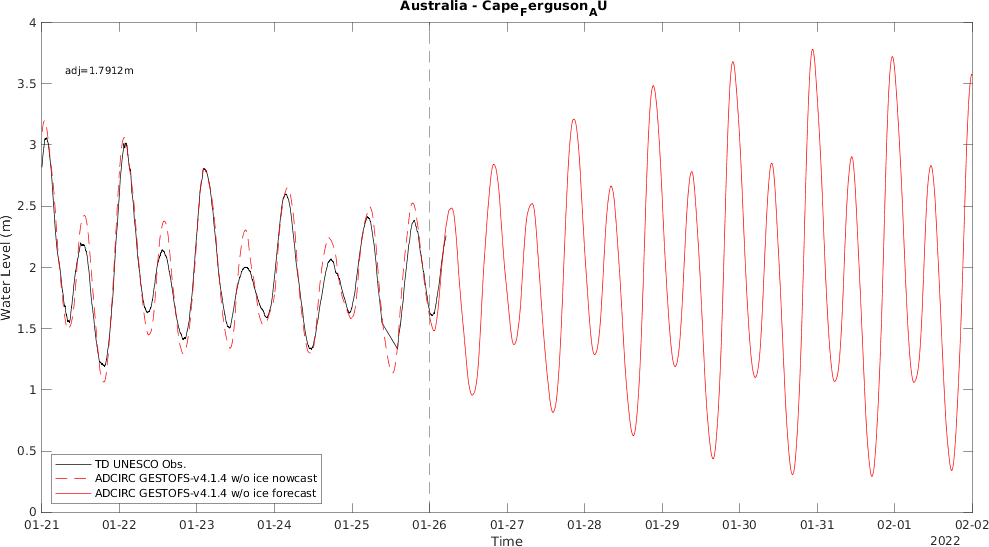 Australia - Cape_Ferguson_AU
adj=1.7912m
Water Level (m)
4
3.5
3
2.5
2
1.5
1
0.5
0
TD UNESCO Obs.
ADCIRC GESTOFS-v4.1.4 w/o ice nowcast
ADCIRC GESTOFS-v4.1.4 w/o ice forecast
01-21 01-22 01-23 01-24 01-25 01-26 01-27 01-28 01-29 01-30 01-31 02-01 02-02
Time
2022